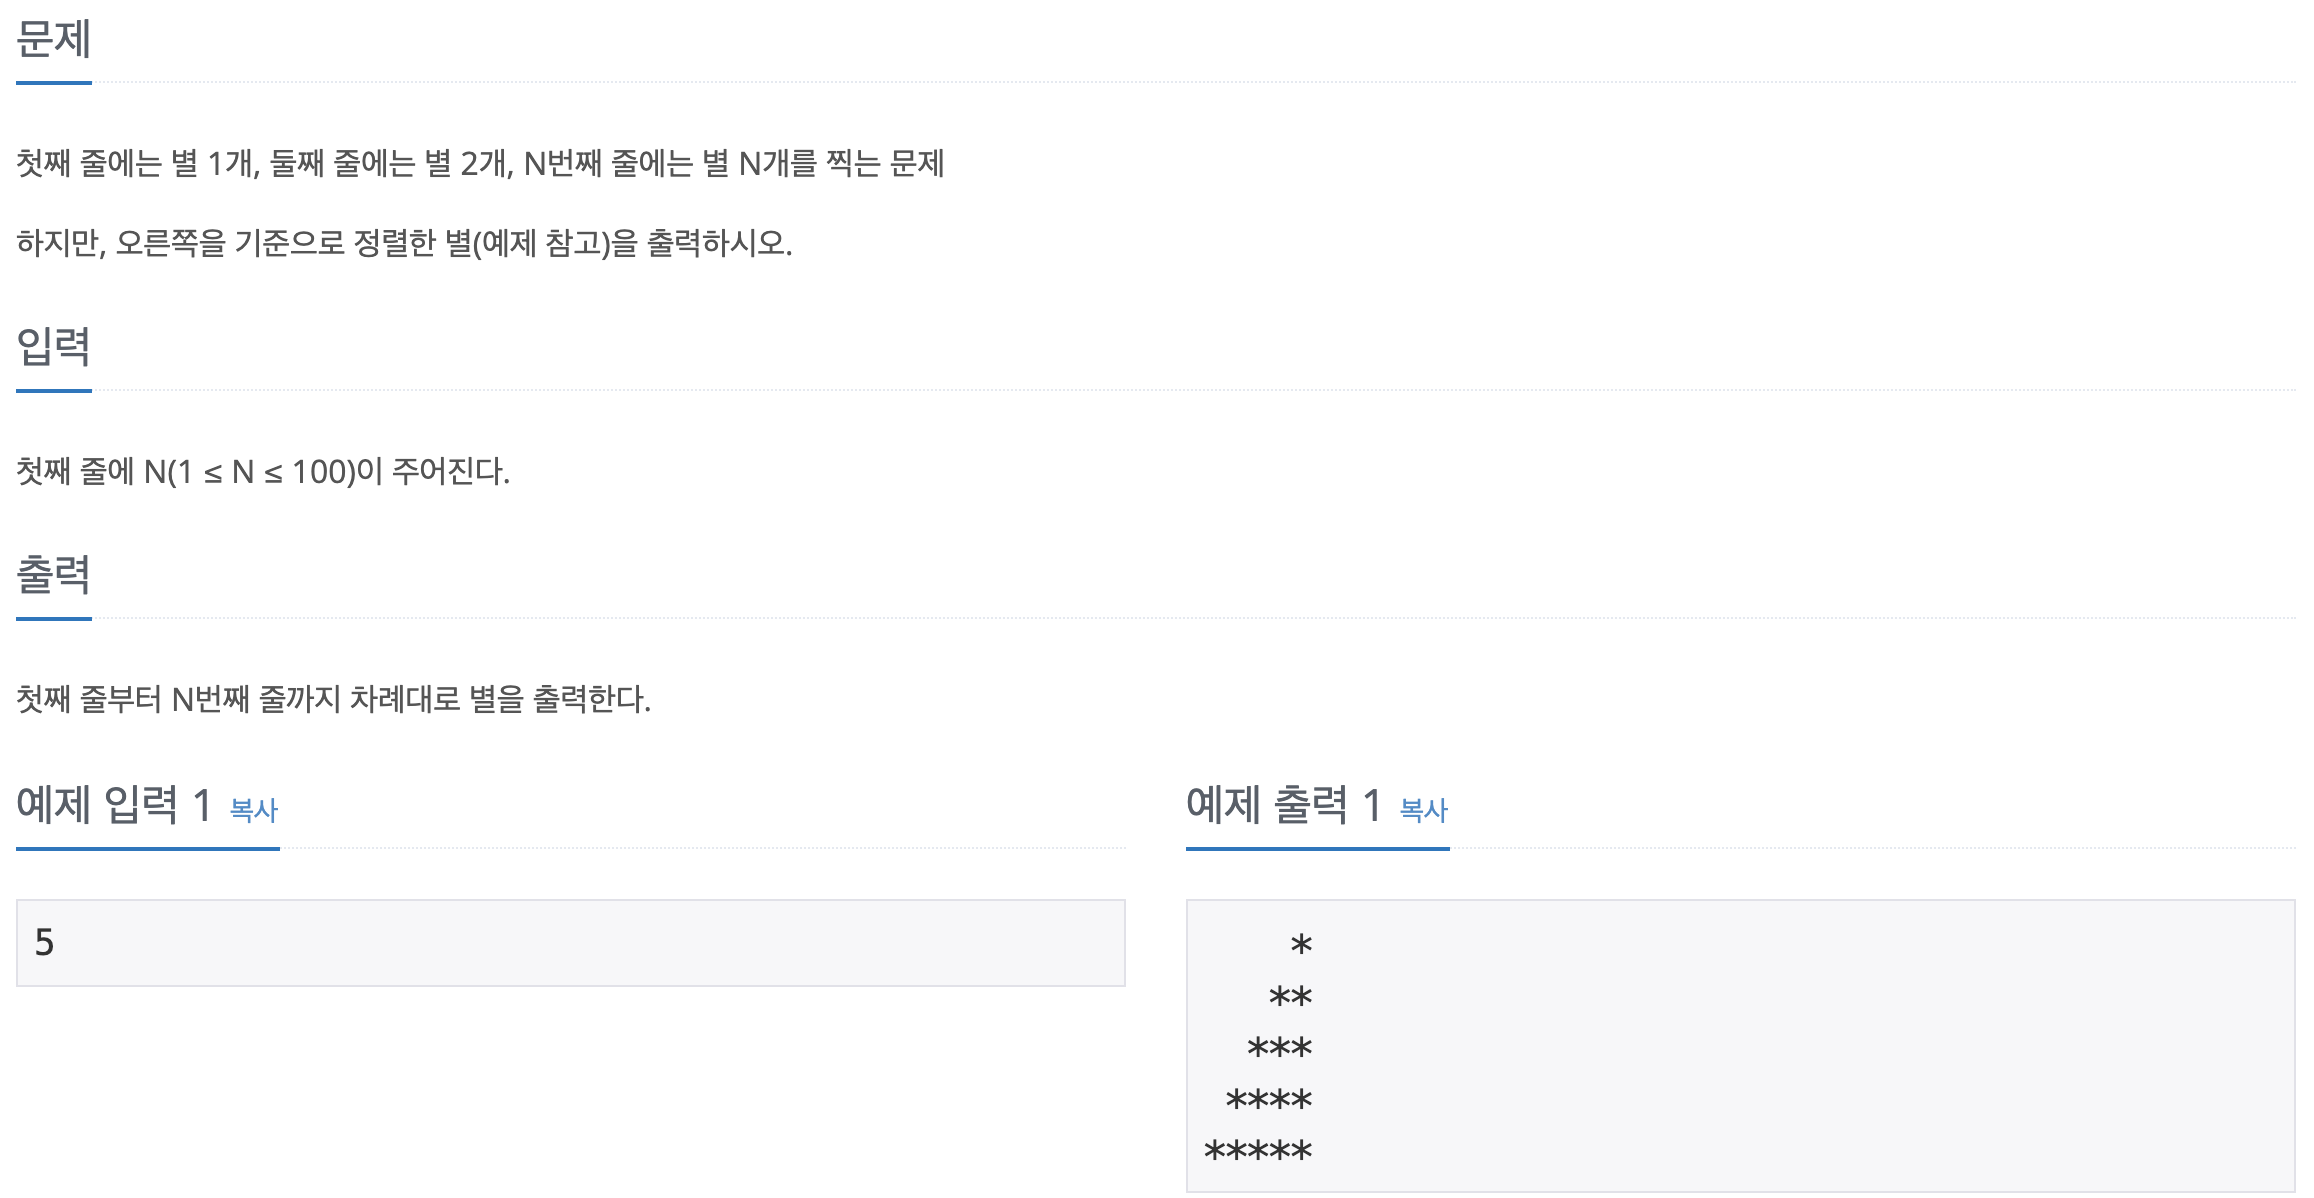 문제
첫째 줄에는 별 1개, 둘째 줄에는 별 2개, N번째 줄에는 별 N개를 찍는 문제
하지만, 오른쪽을 기준으로 정렬한 별(예제 참고)을 출력하시오.
입력
첫째 줄에 N(1 ≤ N ≤ 100)이 주어진다.
출력
첫째 줄부터 N번째 줄까지 차례대로 별을 출력한다.
예제 입력 1 복사
5
예제 출력 1 복사
    *
   **
  ***
 ****
*****